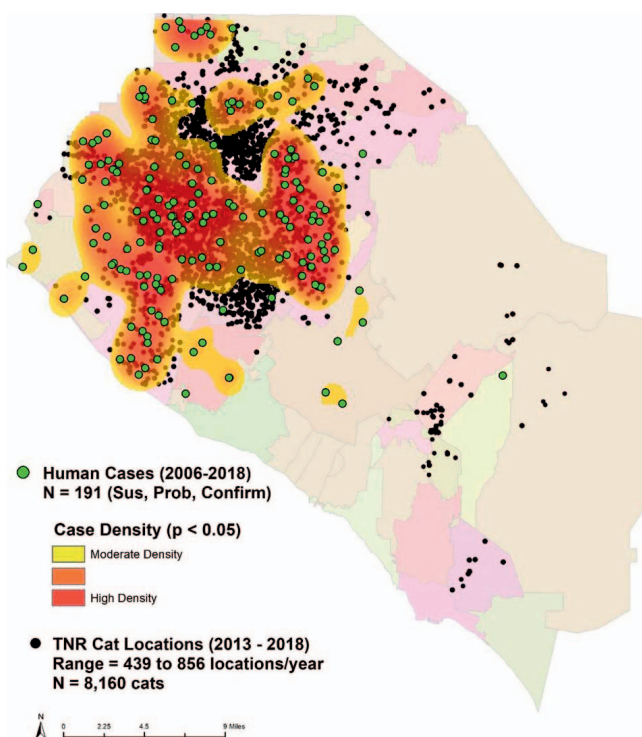 Human Cases (2006-2018)
N = 191 (Sus, Prob, Confirm)
Case Density (p < 0.05)
Moderate Density
High Density
TNR Cat Locations (2013 - 2018)
Range = 439 to 856 locations/year
N = 8,160 cats
N
0 2.25 4.5 9 Miles